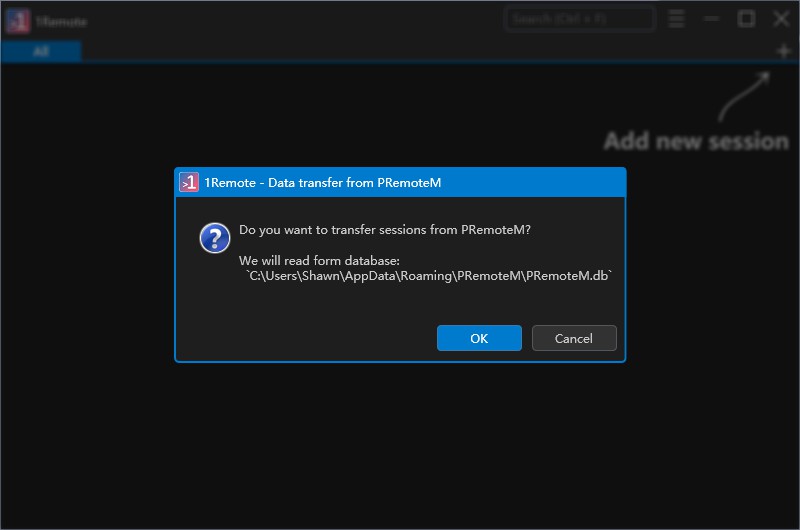 1Remote
Search (Ctrl + F)
All
+
Add new session
>1 1Remote - Data transfer from PRemoteM
? Do you want to transfer sessions from PRemoteM?
We will read form database:
`C:\Users\Shawn\AppData\Roaming\PRemoteM\PRemoteM.db`
OK
Cancel